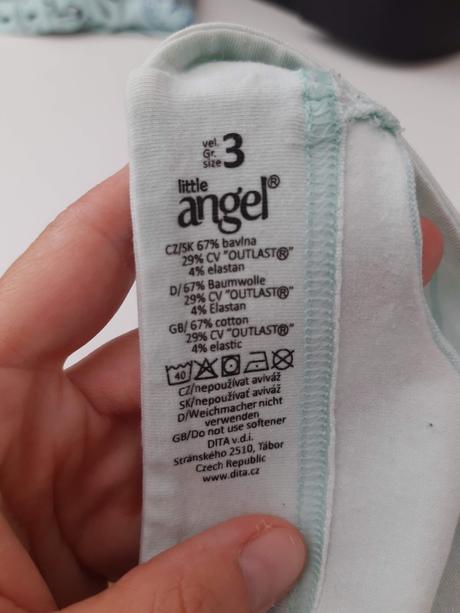 vel.
Gr.
size 3
little
angel®
CZ/SK 67% bavlna
29% CV "OUTLAST®"
4% elastan
D/ 67% Baumwolle
29% CV "OUTLAST®"
4% Elastan
GB/ 67% cotton
29% CV "OUTLAST®"
4% elastic
40
CZ/nepoužívat aviváž
SK/nepoužívať aviváž
D/Weichmacher nicht
verwenden
GB/Do not use softener
DITA v.d.i.
Stránského 2510, Tábor
Czech Republic
www.dita.cz